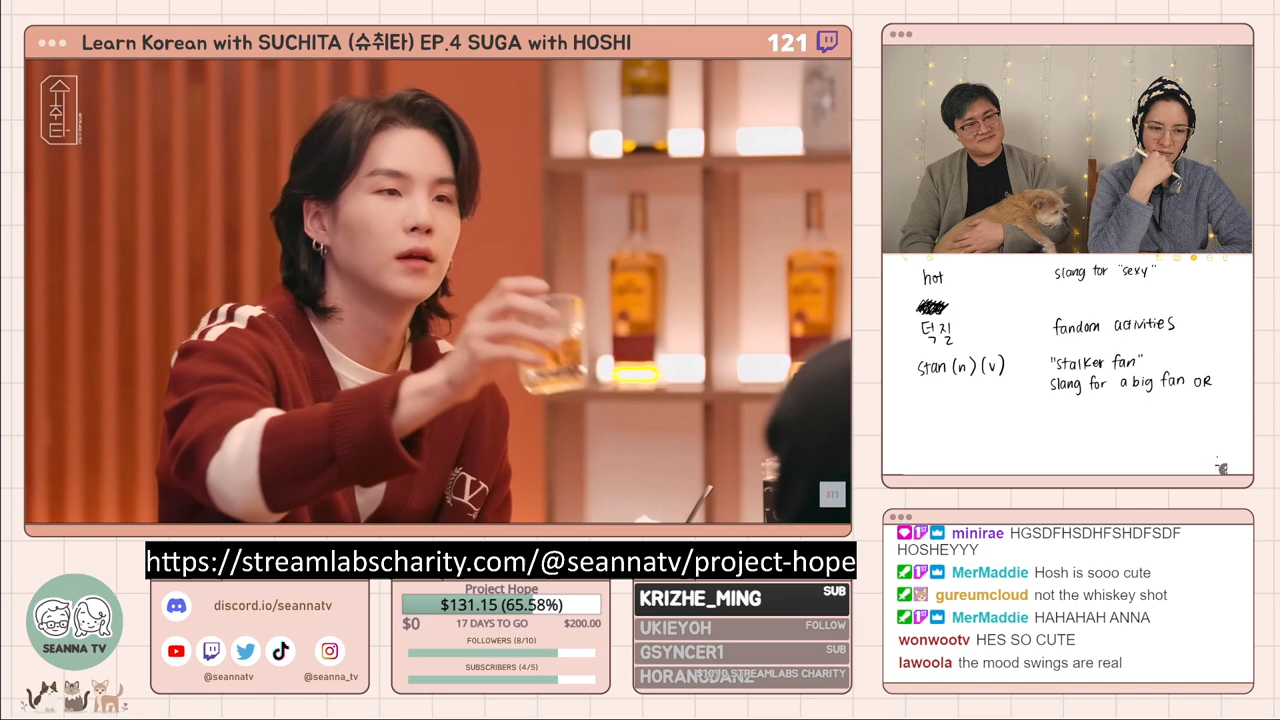 Learn Korean with SUCHITA (슈취타) EP.4 SUGA with HOSHI
121
슈취타
BTS
hot
slang for "sexy"
덕질
fandom activities
stan (n) (v)
"stalker fan"
slang for a big fan OR
https://streamlabscharity.com/@seannatv/project-hope
SEANNA TV
discord.io/seannatv
@seannatv
@seanna_tv
Project Hope
$131.15 (65.58%)
$0
17 DAYS TO GO
$200.00
FOLLOWERS (8/10)
SUBSCRIBERS (4/5)
KRIZHE_MING
SUB
UKIEYOH
FOLLOW
GSYNCER1
SUB
HORANGDANZ
STREAMLABS CHARITY
minirae HGSDFHSDHFSHDFSDF
HOSHEYYY
MerMaddie Hosh is sooo cute
gureumcloud not the whiskey shot
MerMaddie HAHAHAH ANNA
wonwootv HES SO CUTE
lawoola the mood swings are real